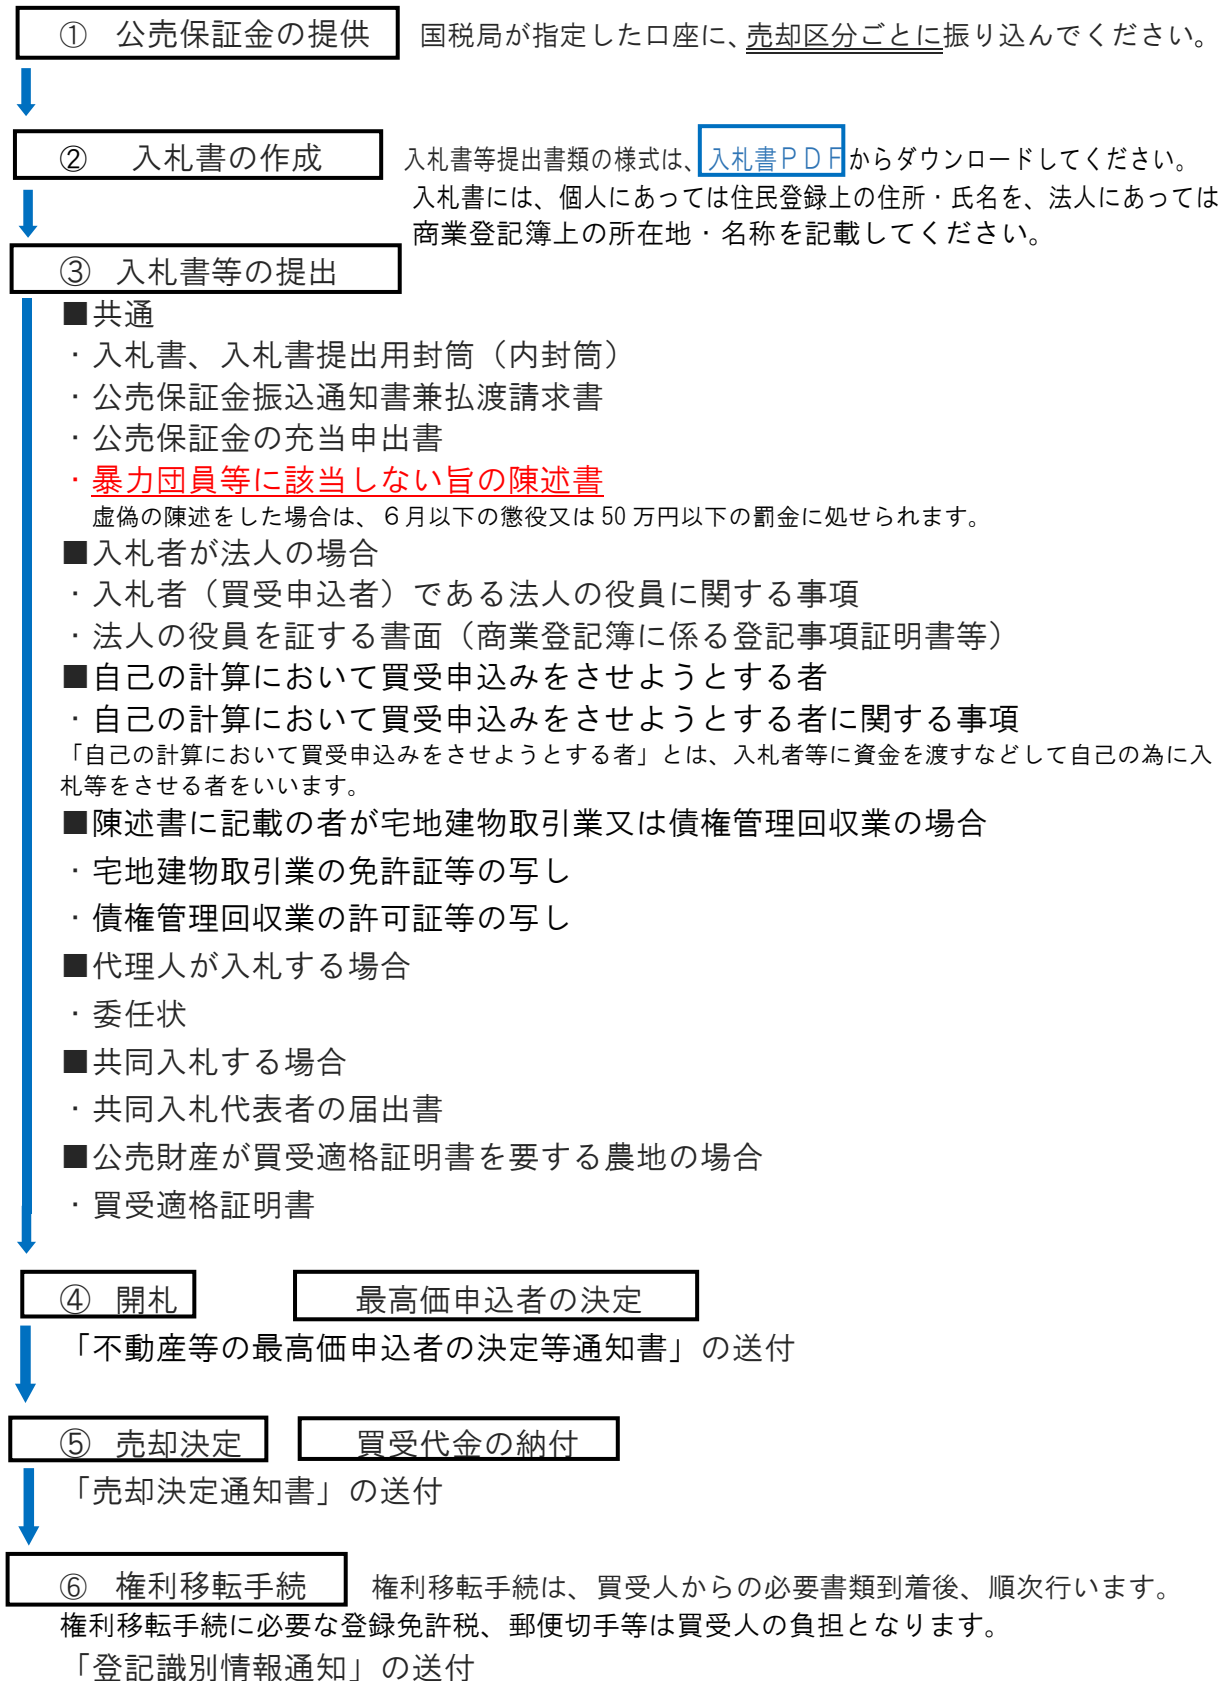 ① 公売保証金の提供 国税局が指定した口座に、売却区分ごとに振り込んでください。
② 入札書の作成 入札書等提出書類の様式は、入札書ＰＤＦからダウンロードしてください。
入札書には、個人にあっては住民登録上の住所・氏名を、法人にあっては
商業登記簿上の所在地・名称を記載してください。
③ 入札書等の提出
■共通
・入札書、入札書提出用封筒（内封筒）
・公売保証金振込通知書兼払渡請求書
・公売保証金の充当申出書
・暴力団員等に該当しない旨の陳述書
虚偽の陳述をした場合は、６月以下の懲役又は 50 万円以下の罰金に処せられます。
■入札者が法人の場合
・入札者（買受申込者）である法人の役員に関する事項
・法人の役員を証する書面（商業登記簿に係る登記事項証明書等）
■自己の計算において買受申込みをさせようとする者
・自己の計算において買受申込みをさせようとする者に関する事項
「自己の計算において買受申込みをさせようとする者」とは、入札者等に資金を渡すなどして自己の為に入
札等をさせる者をいいます。
■陳述書に記載の者が宅地建物取引業又は債権管理回収業の場合
・宅地建物取引業の免許証等の写し
・債権管理回収業の許可証等の写し
■代理人が入札する場合
・委任状
■共同入札する場合
・共同入札代表者の届出書
■公売財産が買受適格証明書を要する農地の場合
・買受適格証明書
④ 開札 最高価申込者の決定
「不動産等の最高価申込者の決定等通知書」の送付
⑤ 売却決定 買受代金の納付
「売却決定通知書」の送付
⑥ 権利移転手続 権利移転手続は、買受人からの必要書類到着後、順次行います。
権利移転手続に必要な登録免許税、郵便切手等は買受人の負担となります。
「登記識別情報通知」の送付